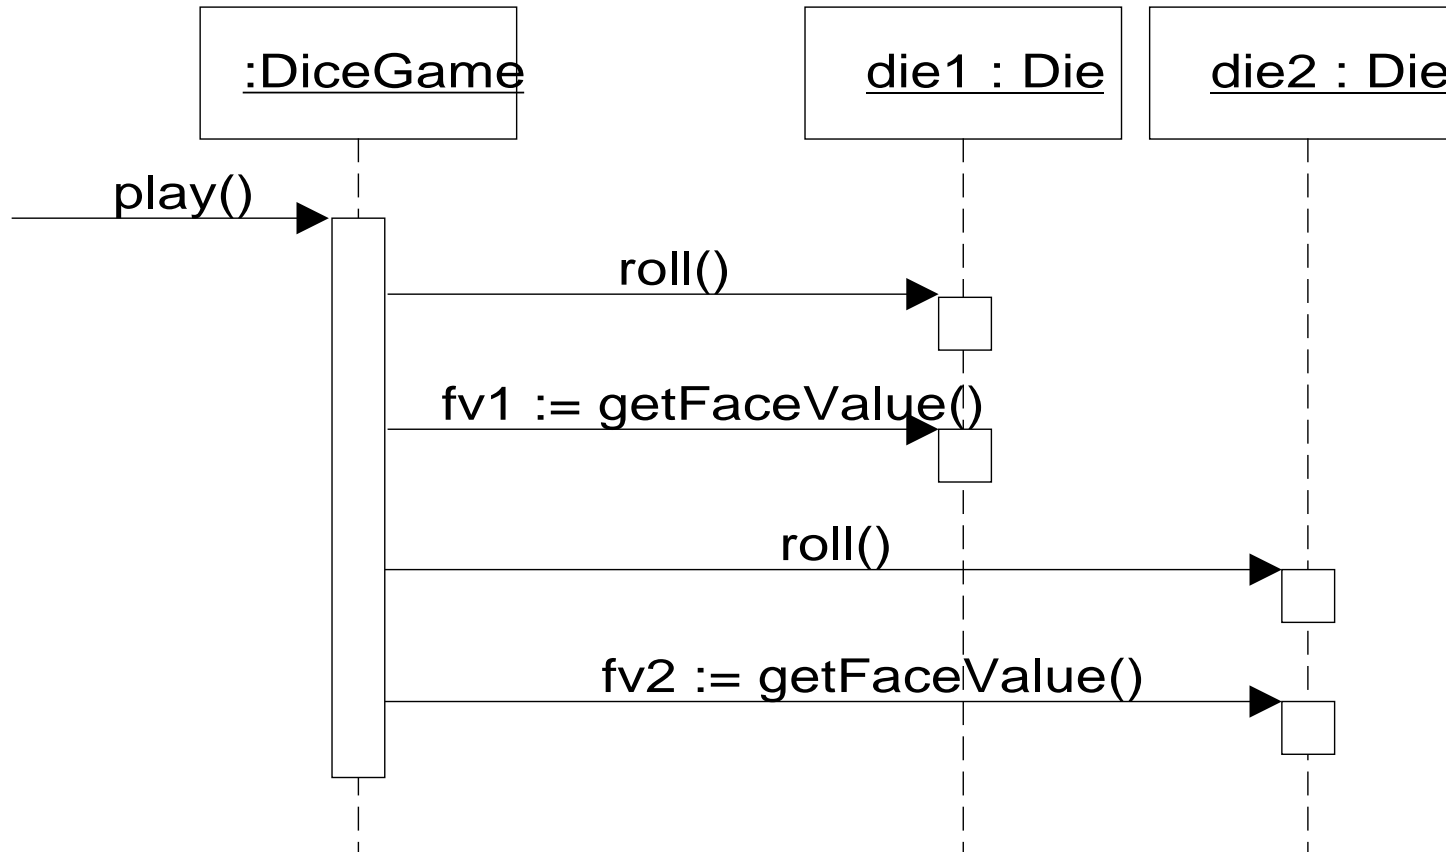 :DiceGame
die1 : Die
die2 : Die
play()
roll()
fv1 := getFaceValue()
roll()
fv2 := getFaceValue()